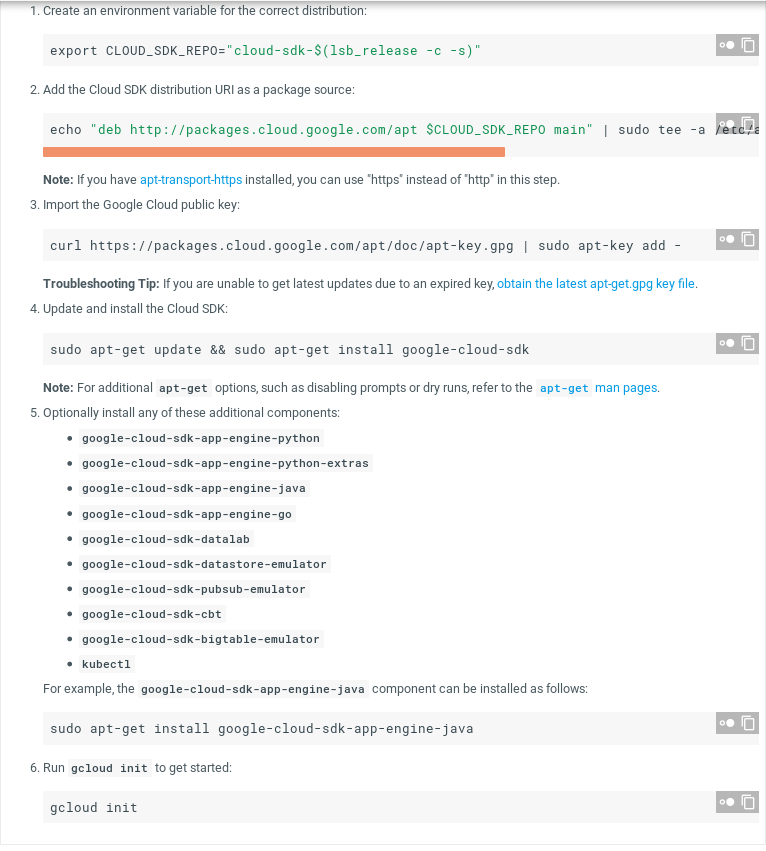 1. Create an environment variable for the correct distribution:
export CLOUD_SDK_REPO="cloud-sdk-$(lsb_release -c -s)"
2. Add the Cloud SDK distribution URI as a package source:
echo "deb http://packages.cloud.google.com/apt $CLOUD_SDK_REPO main" | sudo tee -a /etc/a
Note: If you have apt-transport-https installed, you can use "https" instead of "http" in this step.
3. Import the Google Cloud public key:
curl https://packages.cloud.google.com/apt/doc/apt-key.gpg | sudo apt-key add -
Troubleshooting Tip: If you are unable to get latest updates due to an expired key, obtain the latest apt-get.gpg key file.
4. Update and install the Cloud SDK:
sudo apt-get update && sudo apt-get install google-cloud-sdk
Note: For additional apt-get options, such as disabling prompts or dry runs, refer to the apt-get man pages.
5. Optionally install any of these additional components:
• google-cloud-sdk-app-engine-python
• google-cloud-sdk-app-engine-python-extras
• google-cloud-sdk-app-engine-java
• google-cloud-sdk-app-engine-go
• google-cloud-sdk-datalab
• google-cloud-sdk-datastore-emulator
• google-cloud-sdk-pubsub-emulator
• google-cloud-sdk-cbt
• google-cloud-sdk-bigtable-emulator
• kubectl
For example, the google-cloud-sdk-app-engine-java component can be installed as follows:
sudo apt-get install google-cloud-sdk-app-engine-java
6. Run gcloud init to get started:
gcloud init